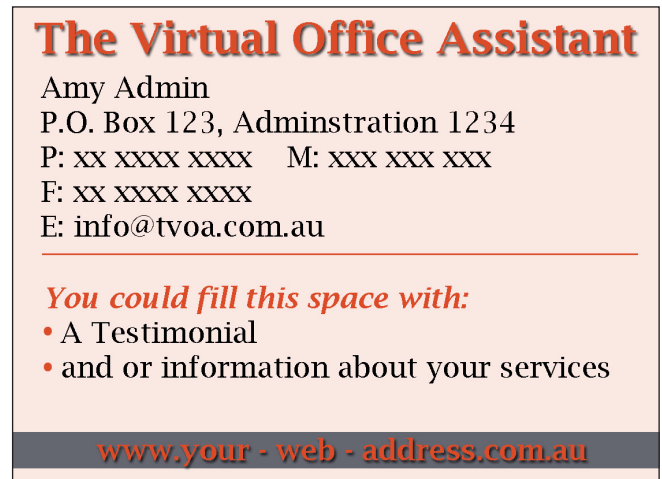 The Virtual Office Assistant
Amy Admin
P.O. Box 123, Adminstration 1234
P: xx xxxx xxxx M: xxx xxx xxx
F: xx xxxx xxxx
E: info@tvoa.com.au
You could fill this space with:
• A Testimonial
• and or information about your services
www.your - web - address.com.au